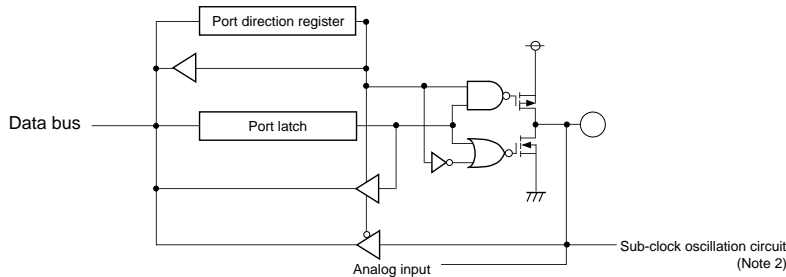 Port direction register
Data bus
Port latch
Sub-clock oscillation circuit
(Note 2)
Analog input